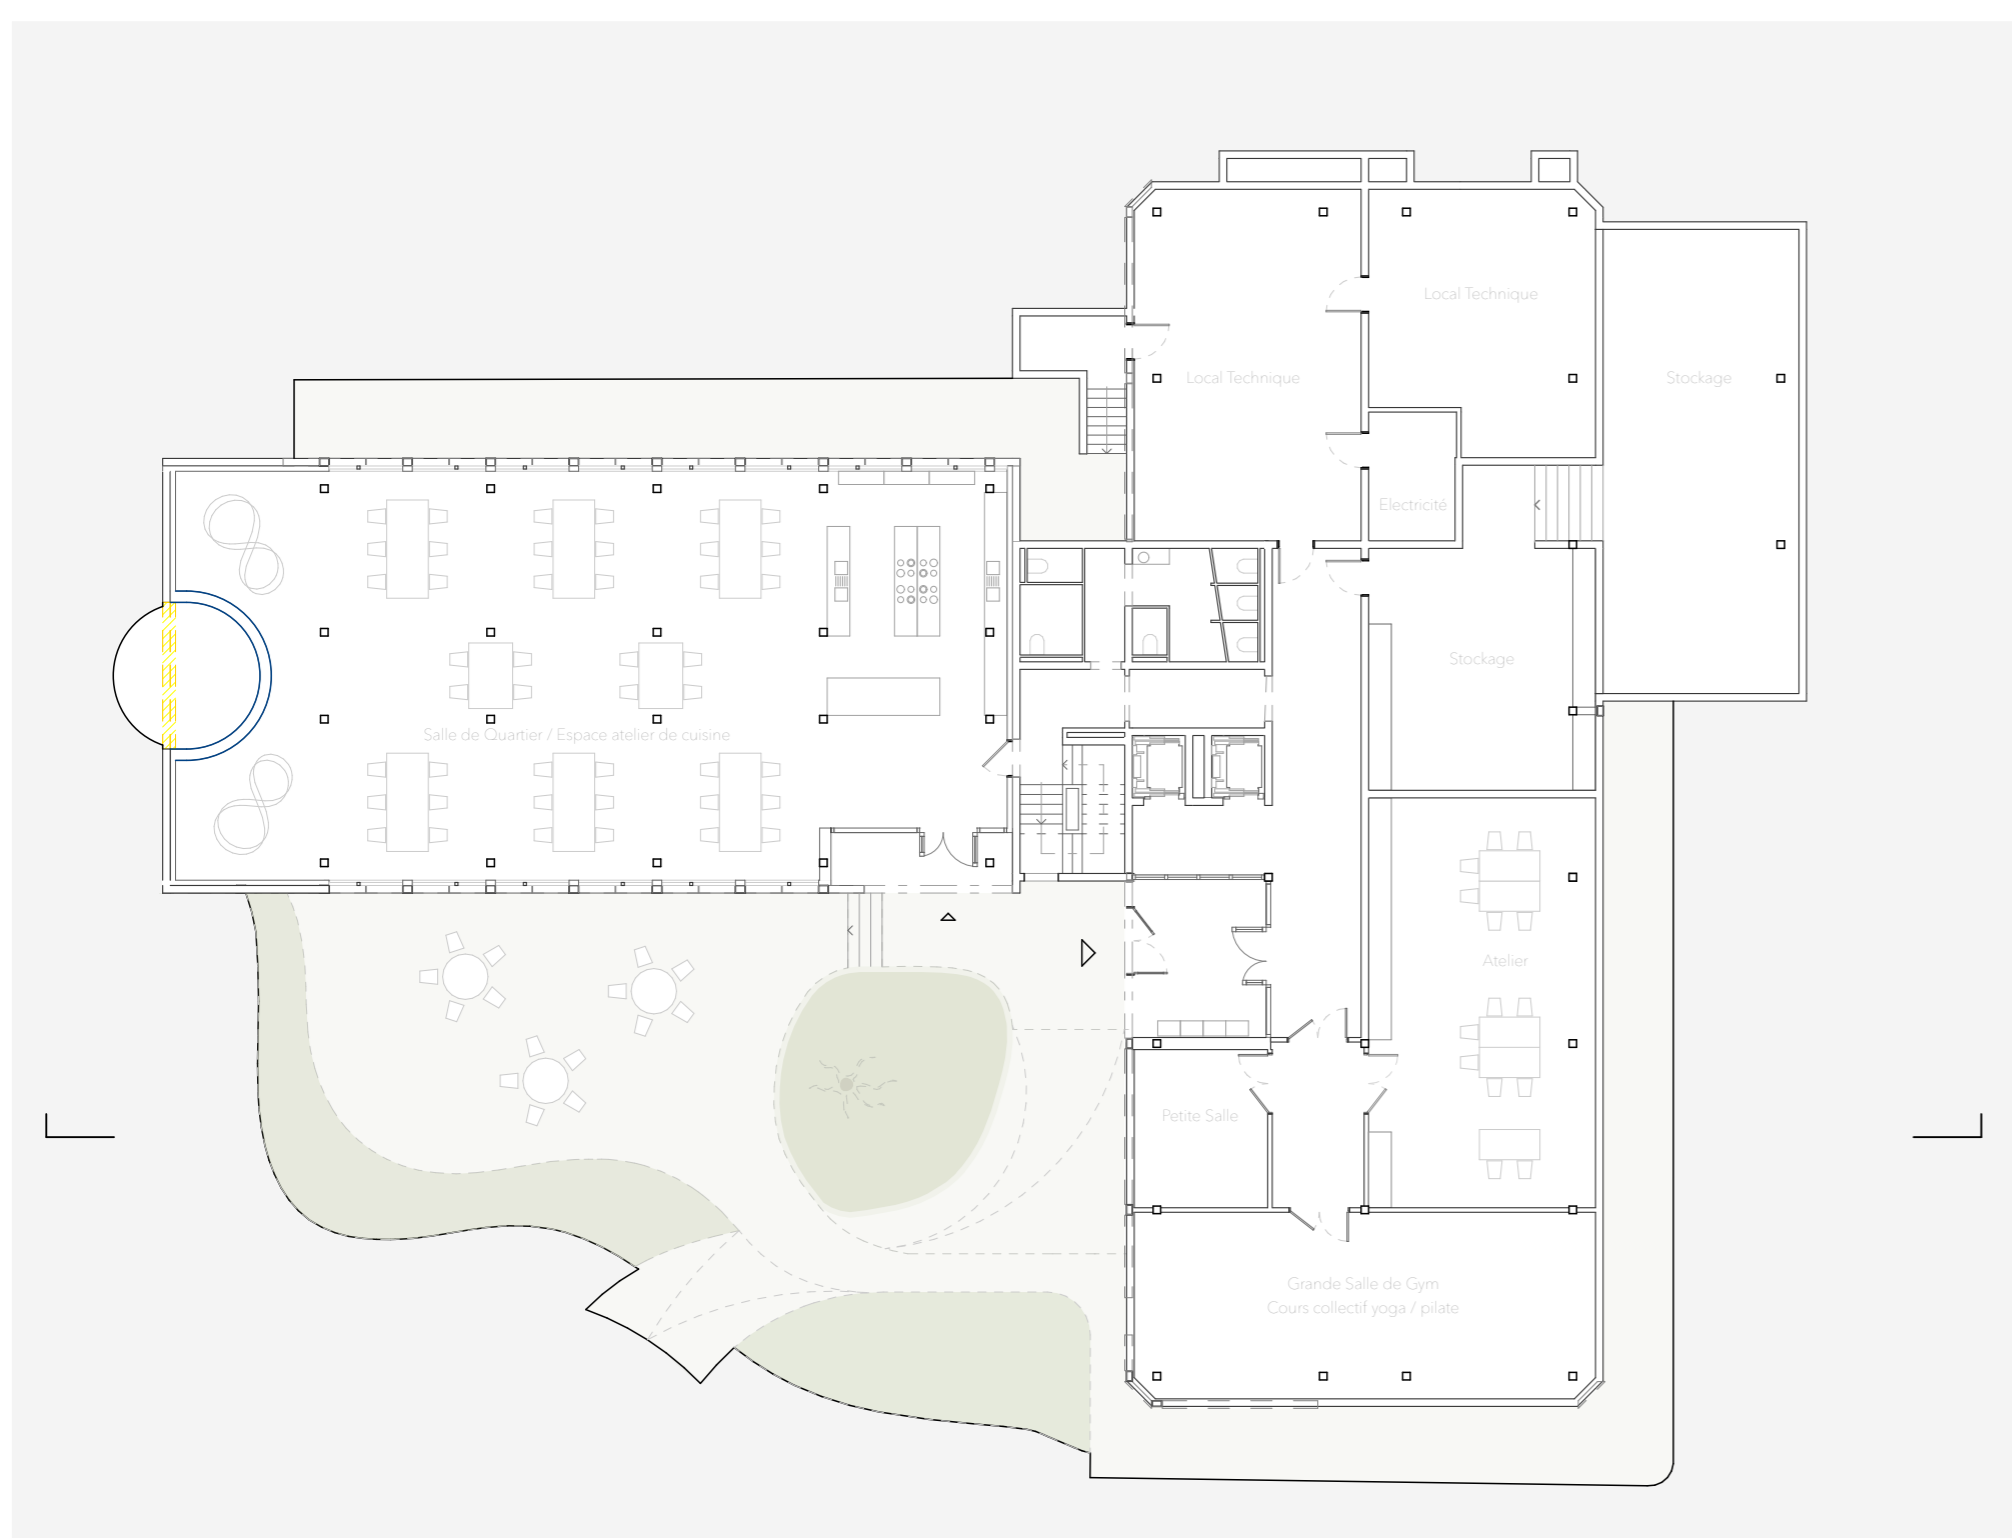 Local Technique
Local Technique
Stockage
Electricité
Stockage
Salle de Quartier / Espace atelier de cuisine
Atelier
Petite Salle
Grande Salle de Gym
Cours collectif yoga / pilate